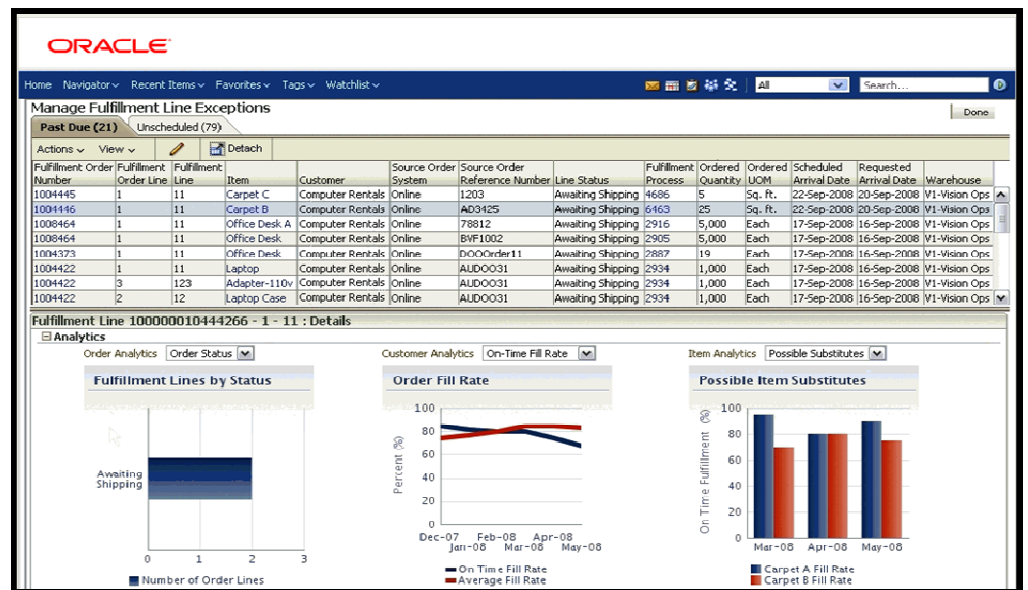 ORACLE
Home Navigator Recent Items Favorites Tags Watchlist All Search...
Manage Fulfillment Line Exceptions Done
Past Due (21) Unscheduled (79)
Actions View Detach
Fulfillment Order Fulfillment Fulfillment Source Order Source Order Fulfillment Ordered Ordered Scheduled Requested
Number Order Line Line Item Customer System Reference Number Line Status Process Quantity UOM Arrival Date Arrival Date Warehouse
1004445 1 11 Carpet C Computer Rentals Online 1203 Awaiting Shipping 4686 5 Sq. ft. 22-Sep-2008 20-Sep-2008 V1-Vision Ops
1004446 1 11 Carpet B Computer Rentals Online AD3425 Awaiting Shipping 6463 25 Sq. ft. 22-Sep-2008 20-Sep-2008 V1-Vision Ops
1008464 1 11 Office Desk A Computer Rentals Online 78812 Awaiting Shipping 2916 5,000 Each 17-Sep-2008 16-Sep-2008 V1-Vision Ops
1008464 1 11 Office Desk Computer Rentals Online BVF1002 Awaiting Shipping 2905 5,000 Each 17-Sep-2008 16-Sep-2008 V1-Vision Ops
1004373 1 11 Office Desk Computer Rentals Online DOOOrder11 Awaiting Shipping 2887 19 Each 17-Sep-2008 16-Sep-2008 V1-Vision Ops
1004422 1 11 Laptop Computer Rentals Online AUDOO31 Awaiting Shipping 2934 1,000 Each 17-Sep-2008 16-Sep-2008 V1-Vision Ops
1004422 3 123 Adapter-110v Computer Rentals Online AUDOO31 Awaiting Shipping 2934 1,000 Each 17-Sep-2008 16-Sep-2008 V1-Vision Ops
1004422 2 12 Laptop Case Computer Rentals Online AUDOO31 Awaiting Shipping 2934 1,000 Each 17-Sep-2008 16-Sep-2008 V1-Vision Ops
Fulfillment Line 100000010444266 - 1 - 11 : Details
Analytics
Order Analytics Order Status Customer Analytics On-Time Fill Rate Item Analytics Possible Substitutes
Fulfillment Lines by Status
Awaiting
Shipping
0 1 2 3
Number of Order Lines
Order Fill Rate
Percent (%)
100
80
60
40
20
0
Dec-07 Feb-08 Apr-08
Jan-08 Mar-08 May-08
On Time Fill Rate
Average Fill Rate
Possible Item Substitutes
On Time Fulfillment (%)
100
80
60
40
20
0
Mar-08 Apr-08 May-08
Carpet A Fill Rate
Carpet B Fill Rate